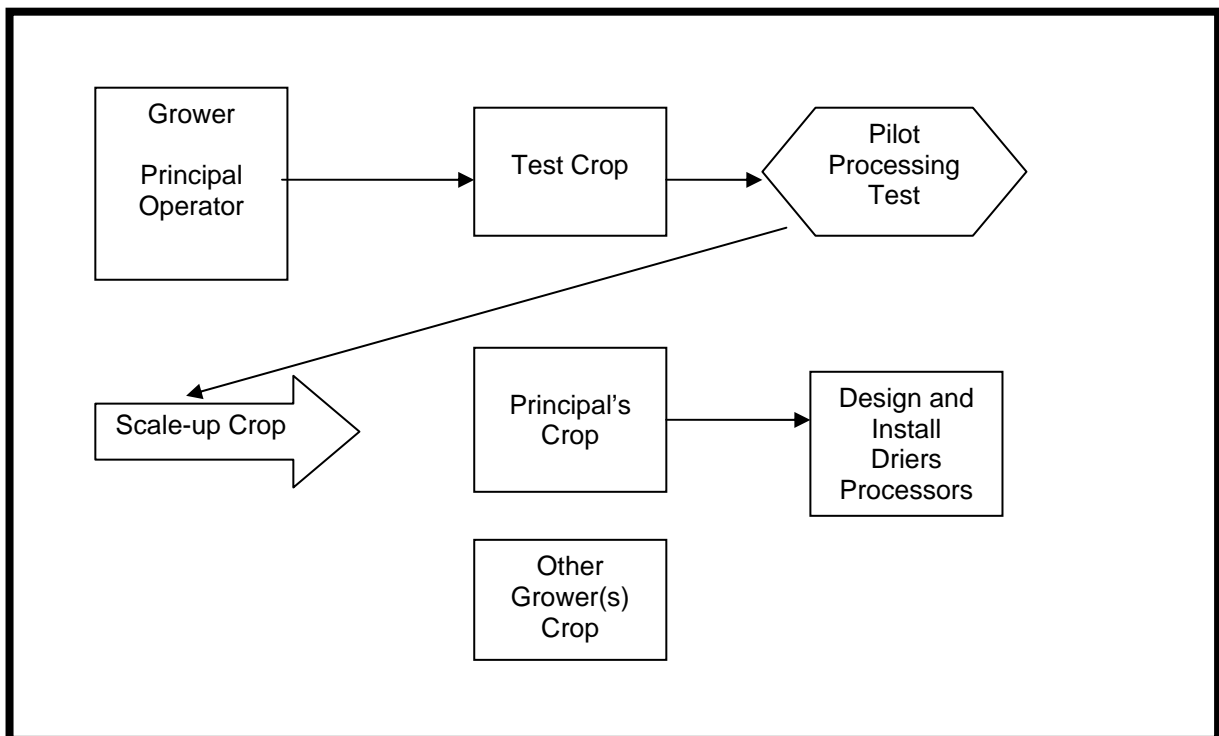 Grower
Principal
Operator
Test Crop
Pilot
Processing
Test
Scale-up Crop
Principal’s
Crop
Design and
Install
Driers
Processors
Other
Grower(s)
Crop